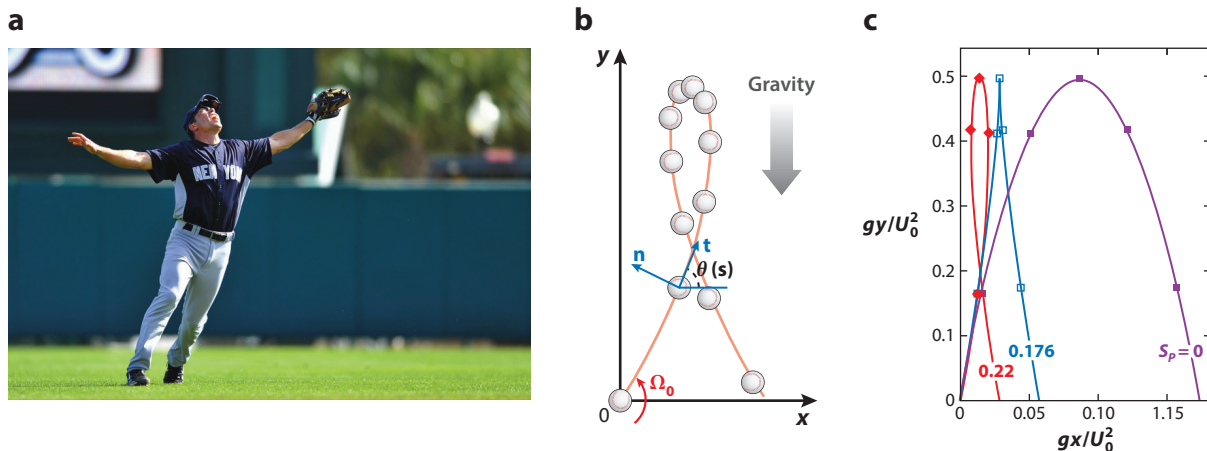 a
NEW YORK
b
y
Gravity
n
t
θ (s)
Ω₀
0
x
c
0.5
0.4
0.3
0.2
0.1
0
gy/U₀²
0.22
0.176
Sₚ = 0
0
0.05
0.10
1.15
gx/U₀²